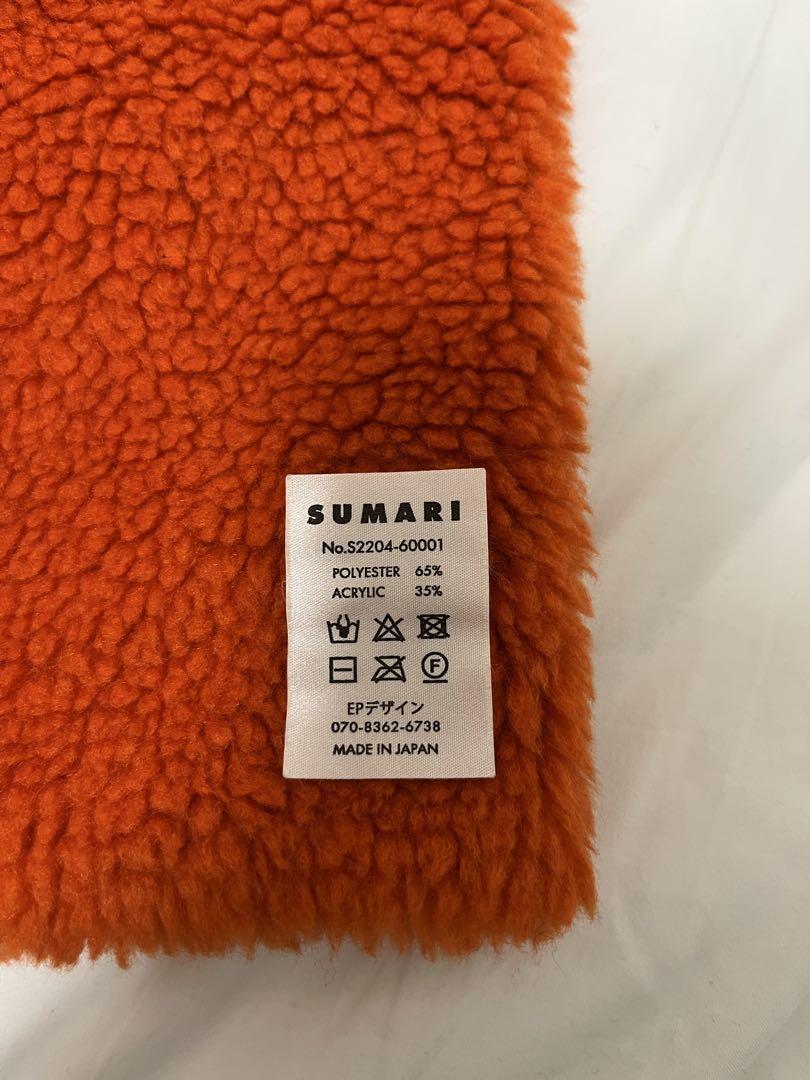 SUMARI
No.S2204-60001
POLYESTER 65%
ACRYLIC 35%
F
EPデザイン
070-8362-6738
MADE IN JAPAN